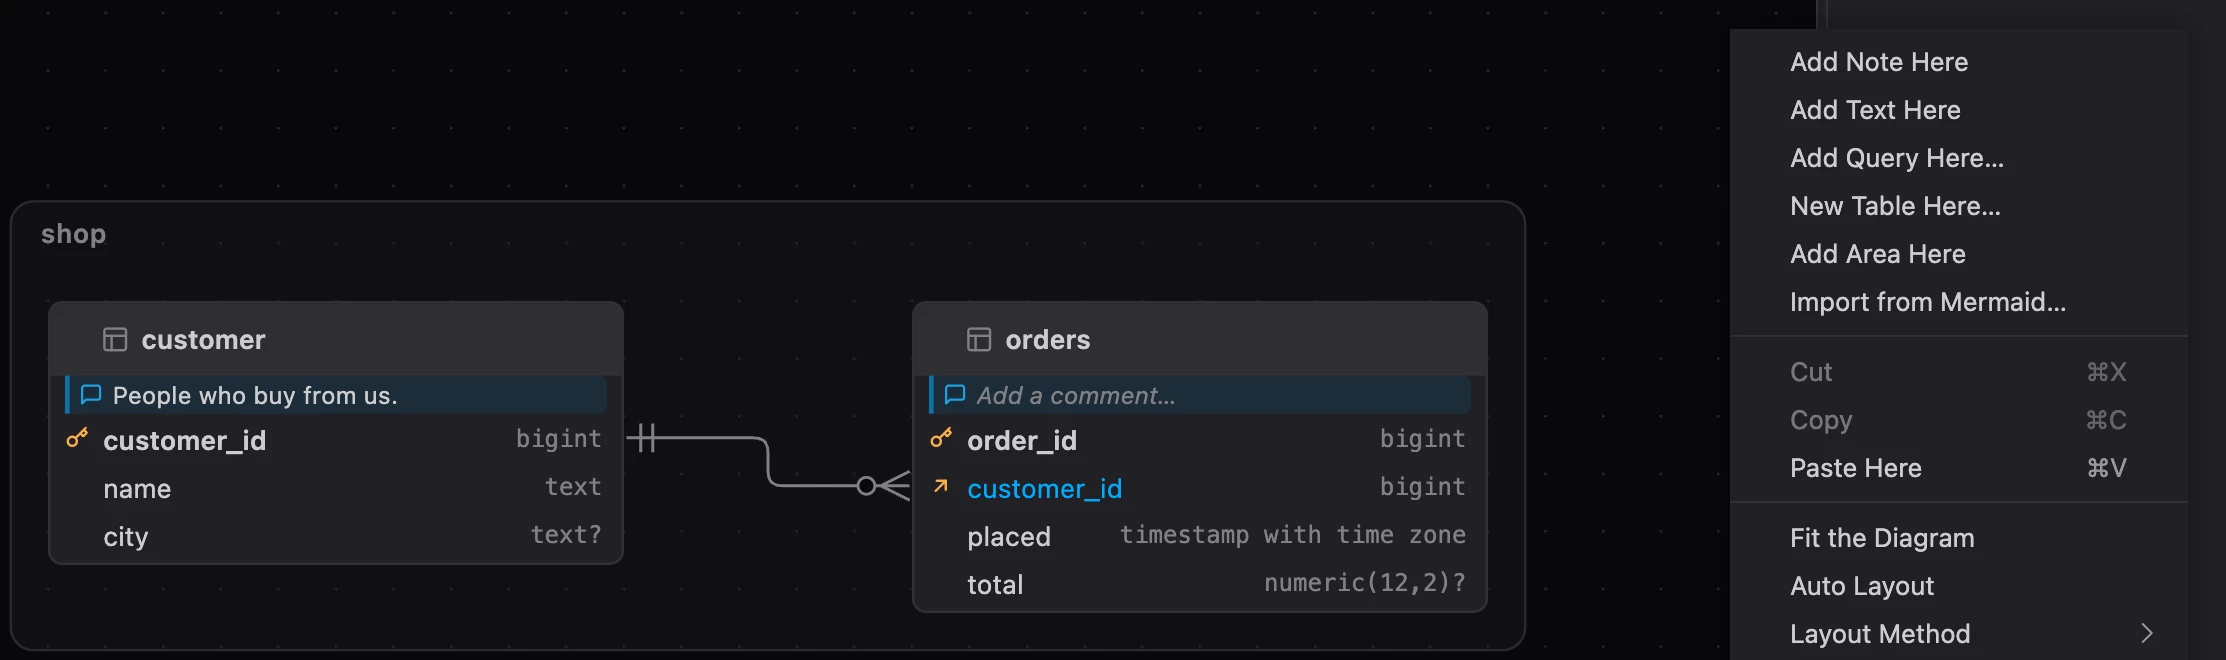 shop
customer
People who buy from us.
customer_id bigint
name text
city text?
orders
Add a comment...
order_id bigint
customer_id bigint
placed timestamp with time zone
total numeric(12,2)?
Add Note Here
Add Text Here
Add Query Here...
New Table Here...
Add Area Here
Import from Mermaid...
Cut ⌘X
Copy ⌘C
Paste Here ⌘V
Fit the Diagram
Auto Layout
Layout Method